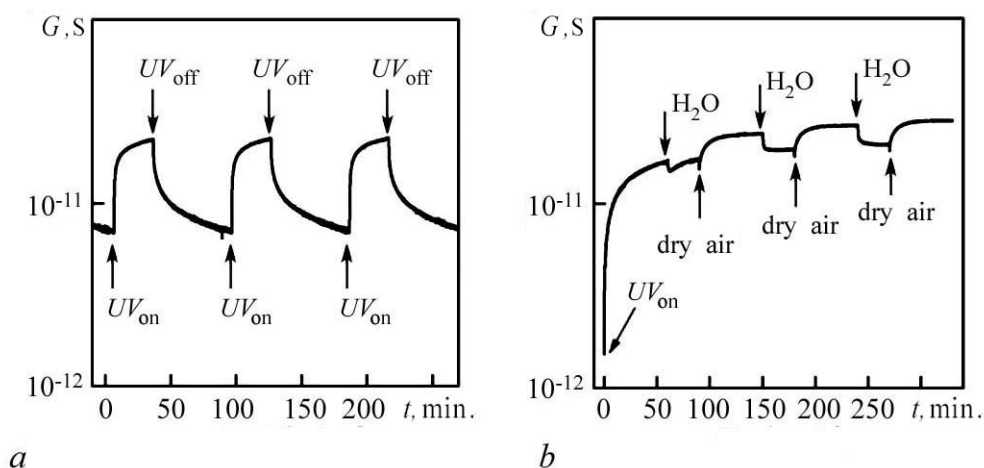 G,S
UV_off UV_off UV_off
10^-11
UV_on UV_on UV_on
10^-12
0 50 100 150 200 t, min.
a
G,S
H₂O H₂O H₂O
10^-11
dry air dry air dry air
UV_on
10^-12
0 50 100 150 200 250 t, min.
b